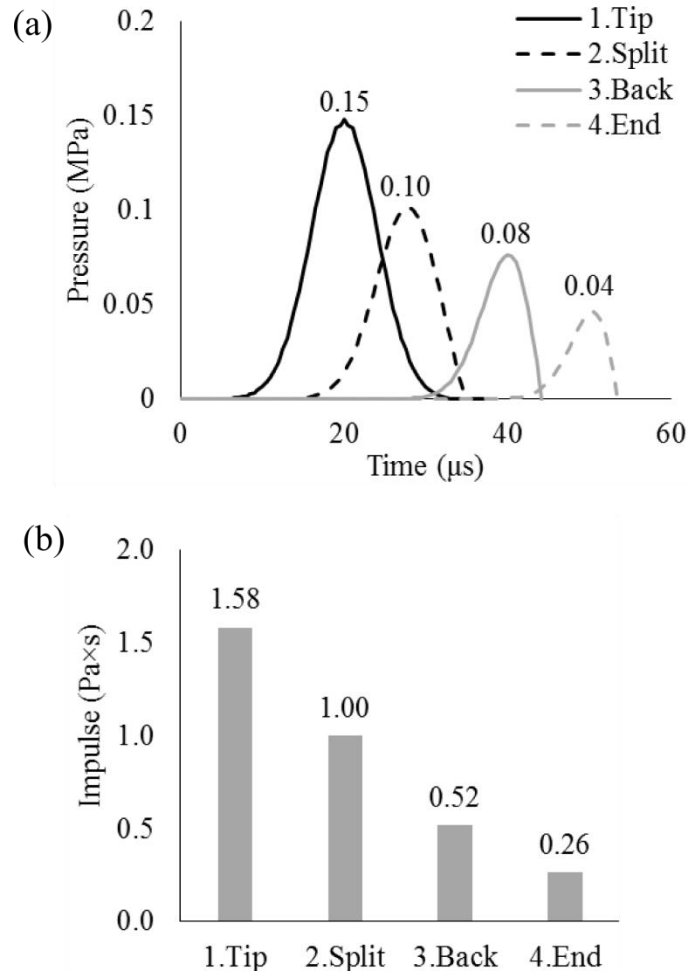 (a)
0.2
0.15
0.1
0.05
0
Pressure (MPa)
0.15
0.10
0.08
0.04
1.Tip
2.Split
3.Back
4.End
0 20 40 60
Time (μs)
(b)
2.0
1.5
1.0
0.5
0.0
Impulse (Pa×s)
1.58
1.00
0.52
0.26
1.Tip 2.Split 3.Back 4.End